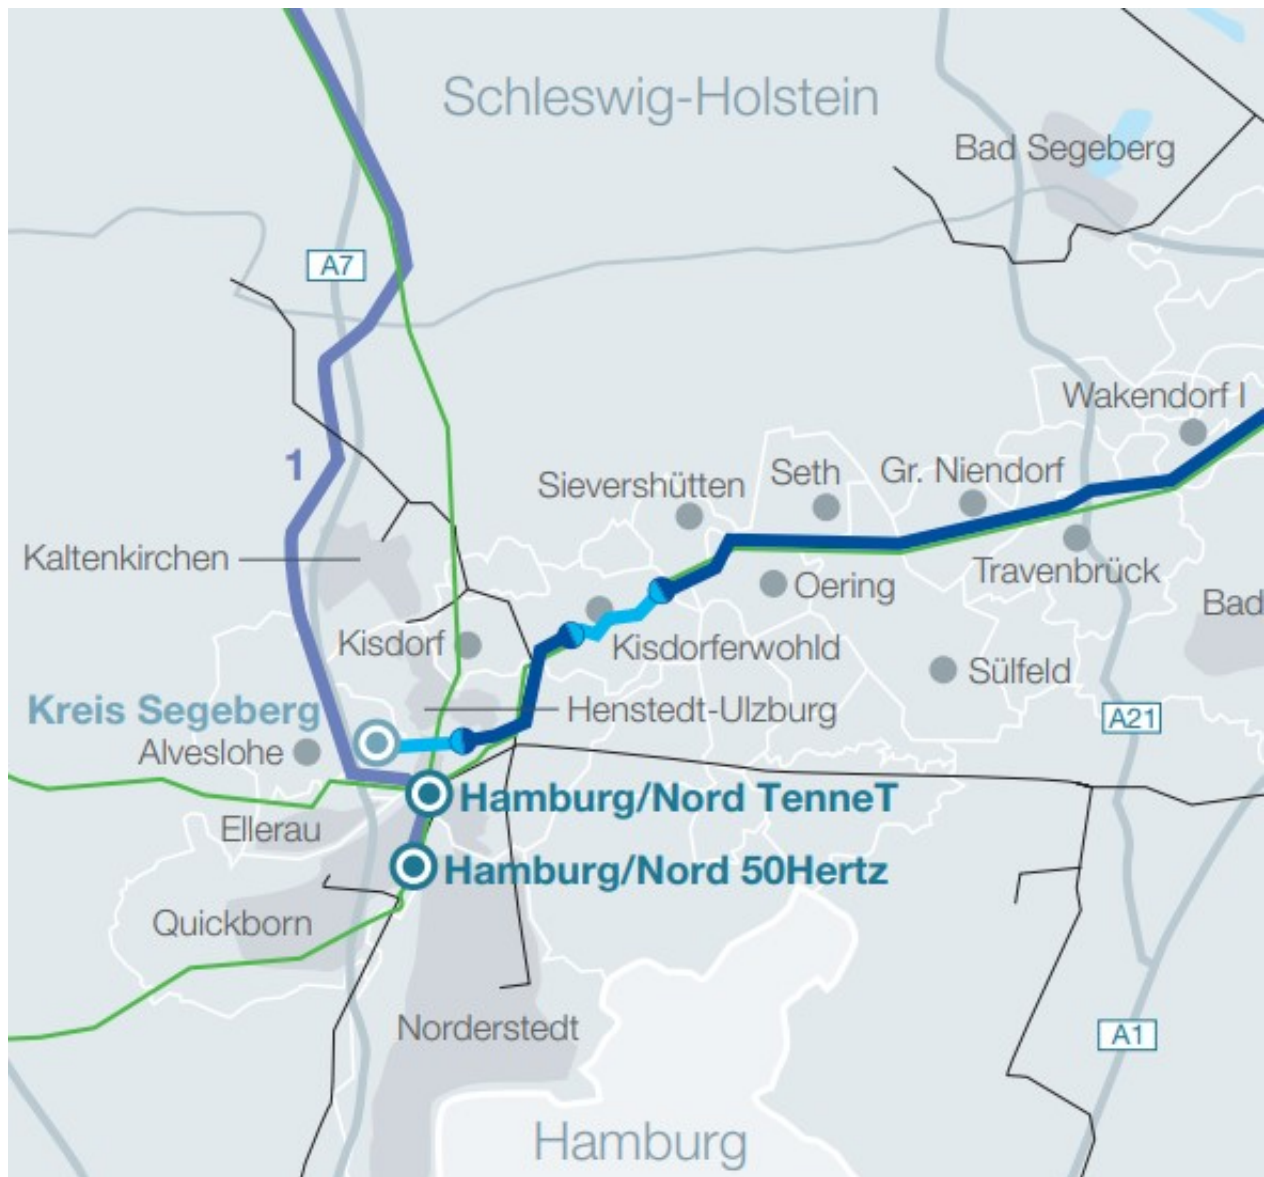 Schleswig-Holstein
Bad Segeberg
A7
Wakendorf I
1
Sievershütten
Seth
Gr. Niendorf
Kaltenkirchen
Travenbrück
Oering
Bad
Kisdorf
Kisdorferwohld
Sülfeld
Kreis Segeberg
Henstedt-Ulzburg
A21
Alveslohe
Hamburg/Nord TenneT
Ellerau
Hamburg/Nord 50Hertz
Quickborn
Norderstedt
A1
Hamburg